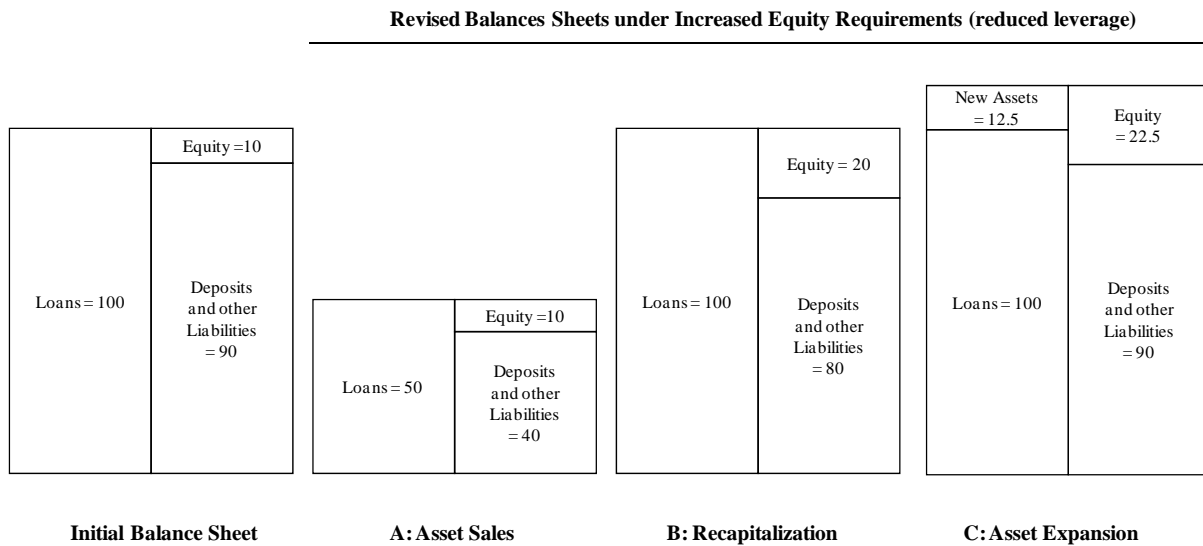 Revised Balances Sheets under Increased Equity Requirements (reduced leverage)
Loans = 100
Equity =10
Deposits
and other
Liabilities
= 90
Initial Balance Sheet
Loans = 50
Equity =10
Deposits
and other
Liabilities
= 40
A: Asset Sales
Loans = 100
Equity = 20
Deposits
and other
Liabilities
= 80
B: Recapitalization
New Assets
= 12.5
Loans = 100
Equity
= 22.5
Deposits
and other
Liabilities
= 90
C: Asset Expansion